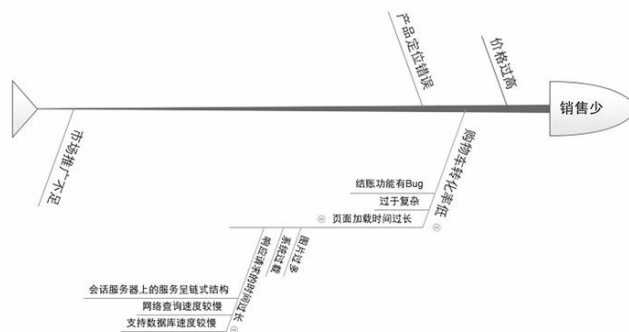 产品定位错误
价格过高
销售少
市场推广不足
购物车转化率低
结账功能有Bug
过于复杂
页面加载时间过长
图片过多
系统过载
响应请求的时间过长
会话服务器上的服务呈链式结构
网络查询速度较慢
支持数据库速度较慢